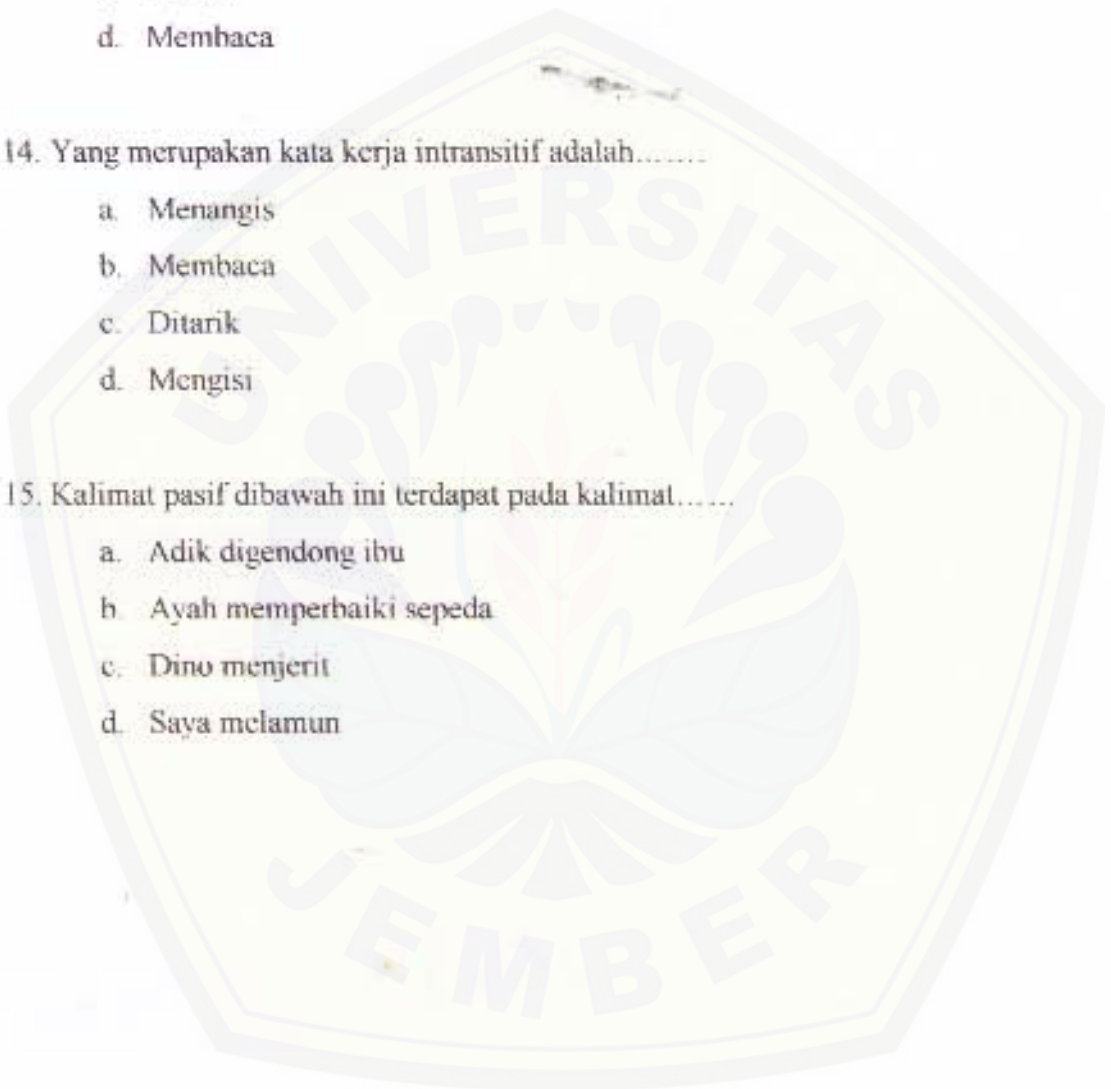 d. Membaca
14. Yang merupakan kata kerja intransitif adalah.......
a. Menangis
b. Membaca
c. Ditarik
d. Mengisi
15. Kalimat pasif dibawah ini terdapat pada kalimat......
a. Adik digendong ibu
b. Ayah memperbaiki sepeda
c. Dino menjerit
d. Saya melamun
UNIVERSITAS
JEMBER